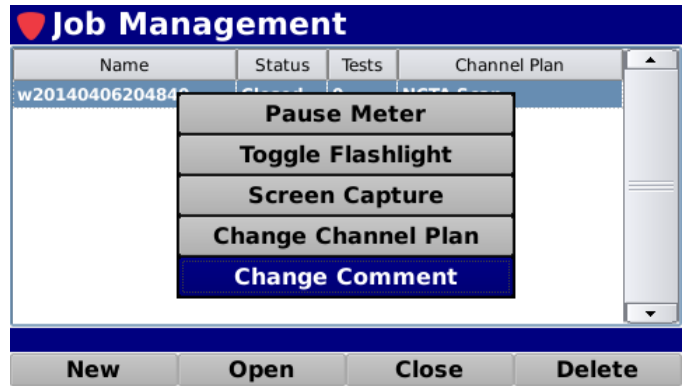 Job Management
Name Status Tests Channel Plan
Pause Meter
Toggle Flashlight
Screen Capture
Change Channel Plan
Change Comment
New Open Close Delete